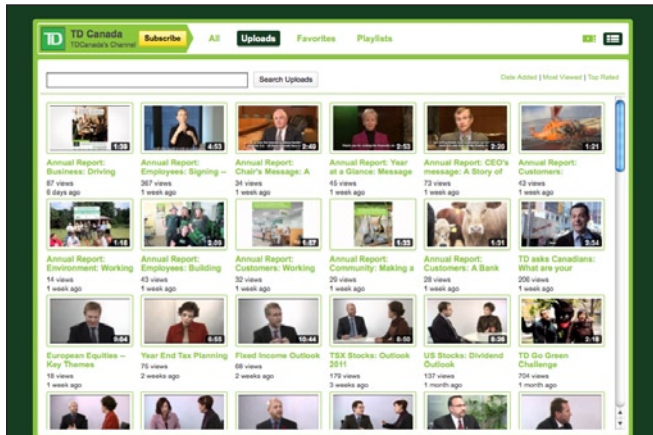 TD
TD Canada
TDCanada's Channel
Subscribe
All
Uploads
Favorites
Playlists
Search Uploads
Date Added | Most Viewed | Top Rated
1:39
4:53
2:40
2:53
2:20
1:21
Annual Report: Business: Driving
87 views
6 days ago
Annual Report: Employees: Signing --
367 views
1 week ago
Annual Report: Chair's Message: A
34 views
1 week ago
Annual Report: Year at a Glance: Message
45 views
1 week ago
Annual Report: CEO's message: A Story of
73 views
1 week ago
Annual Report: Customers:
43 views
1 week ago
1:16
2:09
1:57
1:33
1:51
2:54
Annual Report: Environment: Working
14 views
1 week ago
Annual Report: Employees: Building
43 views
1 week ago
Annual Report: Customers: Working
32 views
1 week ago
Annual Report: Community: Making a
29 views
1 week ago
Annual Report: Customers: A Bank
28 views
1 week ago
TD asks Canadians: What are your
206 views
1 week ago
9:04
6:55
10:44
8:50
8:26
2:18
European Equities -- Key Themes
18 views
1 week ago
Year End Tax Planning
75 views
2 weeks ago
Fixed Income Outlook
68 views
2 weeks ago
TSX Stocks: Outlook 2011
179 views
3 weeks ago
US Stocks: Dividend Outlook
137 views
1 month ago
TD Go Green Challenge
704 views
1 month ago